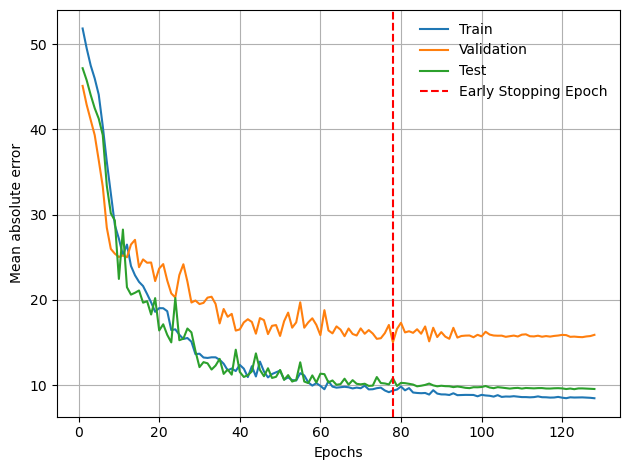 50
40
30
20
10
Mean absolute error
Train
Validation
Test
Early Stopping Epoch
0 20 40 60 80 100 120
Epochs